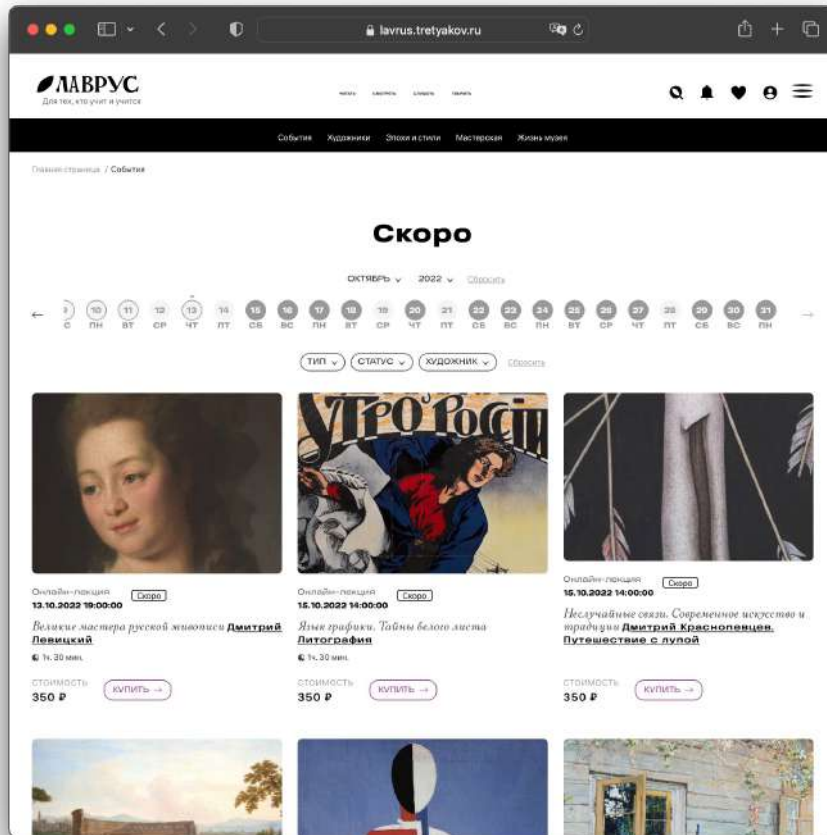 lavrus.tretyakov.ru
ЛАВРУС
Для тех, кто учит и учится
читать смотреть слышать творить
События Художники Эпохи и стили Мастерская Жизнь музея
Главная страница / События
Скоро
ОКТЯБРЬ 2022 Сбросить
← 10 11 12 13 14 15 16 17 18 19 20 21 22 23 24 25 26 27 28 29 30 31 →
С ПН ВТ СР ЧТ ПТ СБ ВС ПН ВТ СР ЧТ ПТ СБ ВС ПН ВТ СР ЧТ ПТ СБ ВС ПН
ТИП СТАТУС ХУДОЖНИК Сбросить
УТРО РОССІИ
Онлайн-лекция Скоро
13.10.2022 19:00:00
Великие мастера русской живописи Дмитрий
Левицкий
1ч. 30 мин.
СТОИМОСТЬ
350 ₽ КУПИТЬ →
Онлайн-лекция Скоро
15.10.2022 14:00:00
Язык графики. Тайны белого листа
Литография
1ч. 30 мин.
СТОИМОСТЬ
350 ₽ КУПИТЬ →
Онлайн-лекция Скоро
15.10.2022 14:00:00
Неслучайные связи. Современное искусство и
традиции Дмитрий Краснопевцев.
Путешествие с лупой
СТОИМОСТЬ
350 ₽ КУПИТЬ →